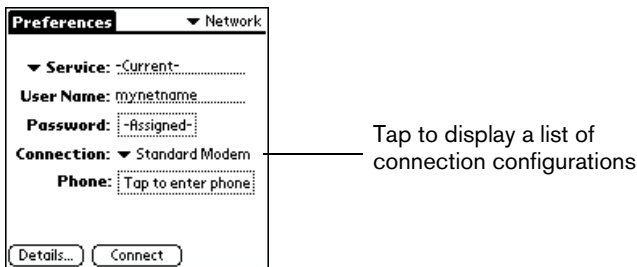 Preferences ▼ Network
▼ Service: -Current-
User Name: mynetname
Password: -Assigned-
Connection: ▼ Standard Modem
Phone: Tap to enter phone
Details... Connect
Tap to display a list of
connection configurations